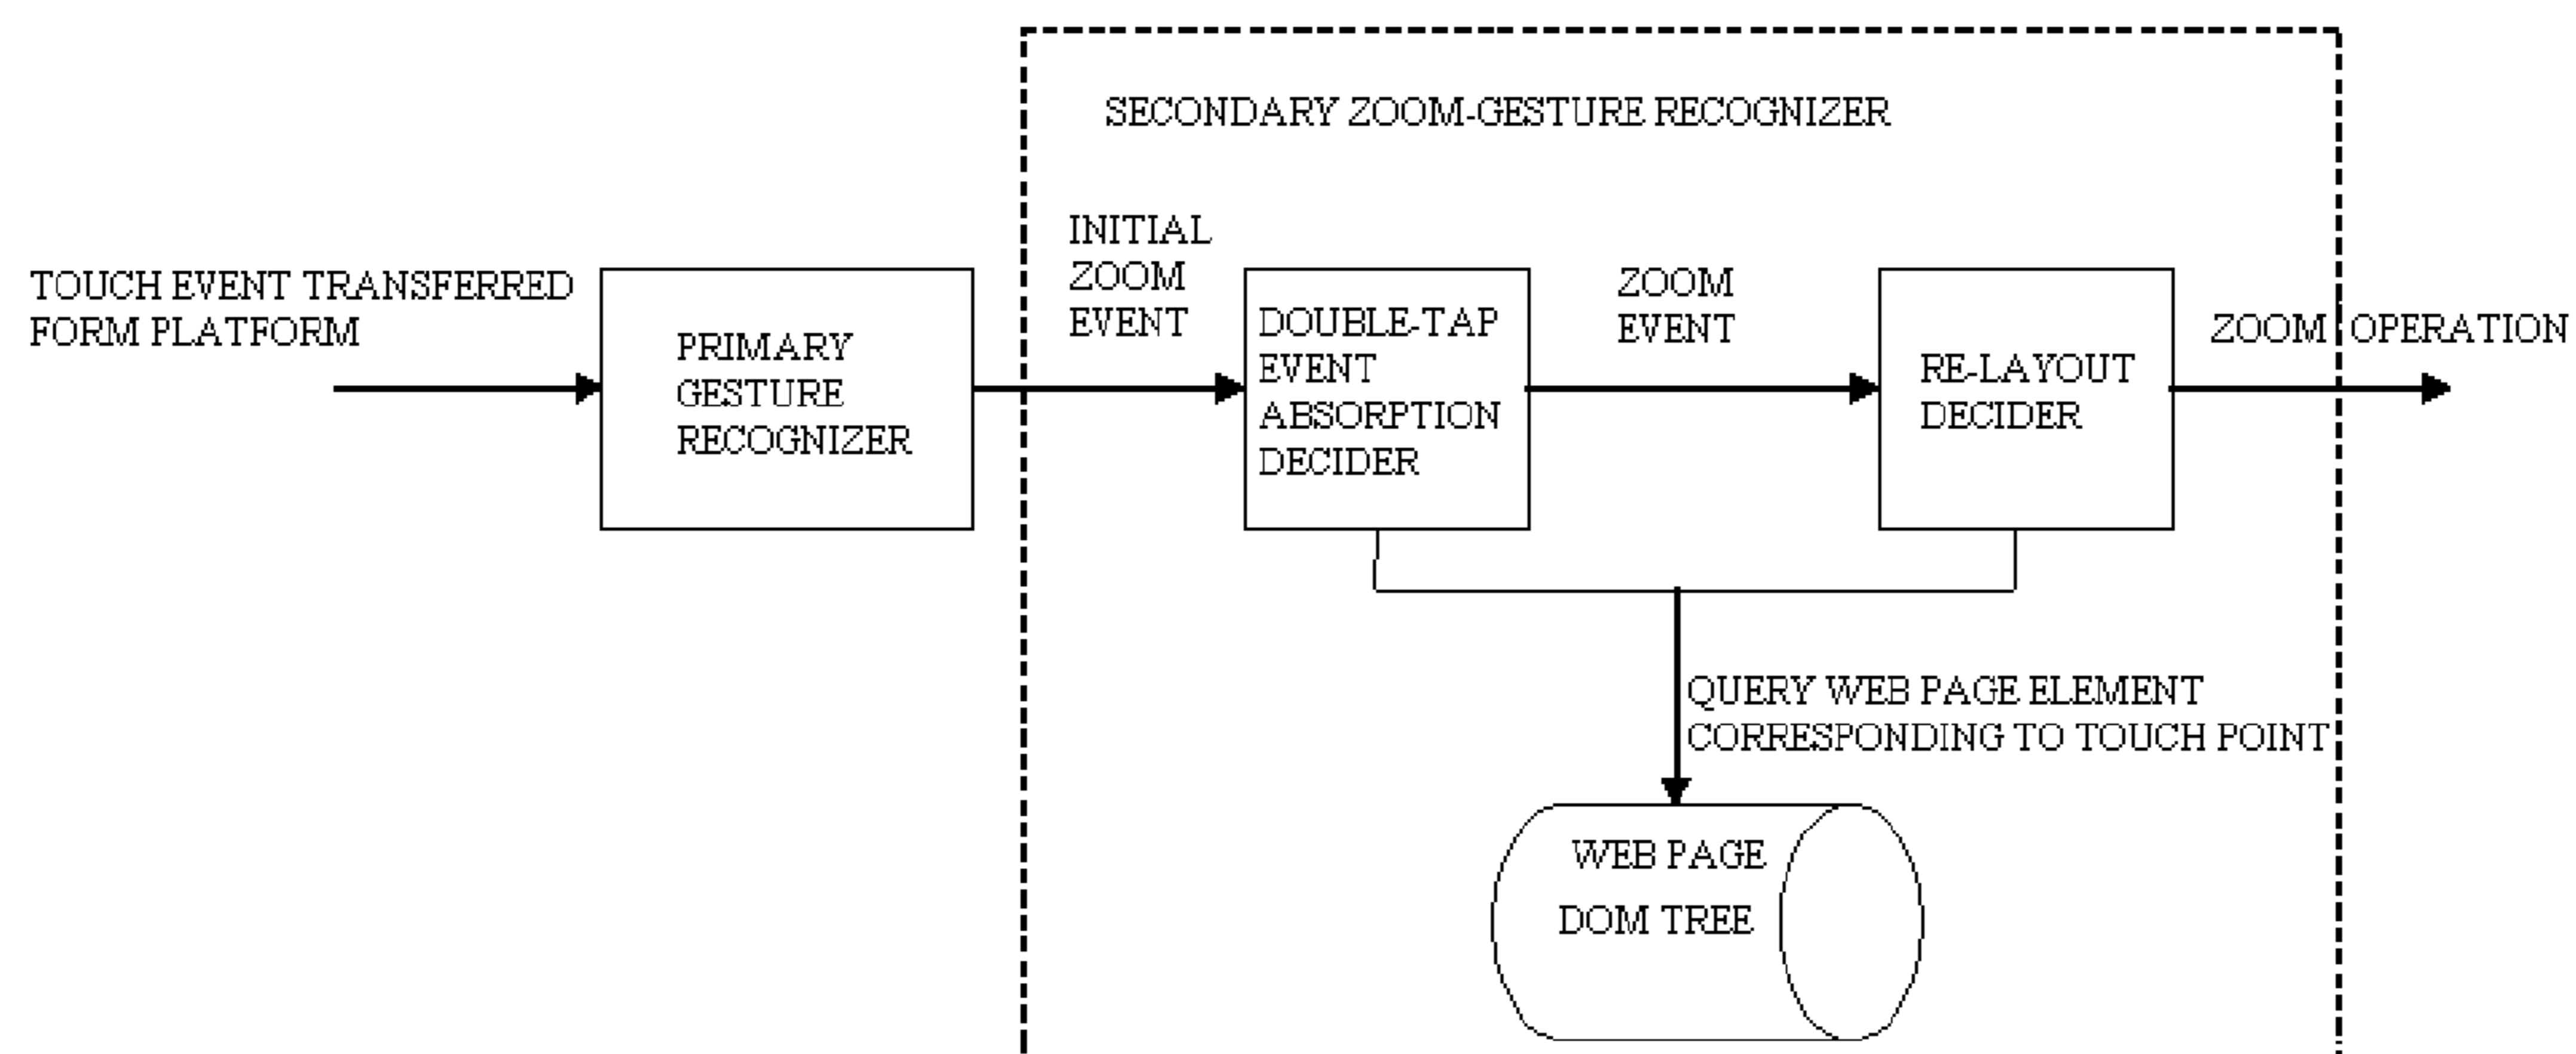 SECONDARY ZOOM-GESTURE RECOGNIZER
TOUCH EVENT TRANSFERRED
FORM PLATFORM
PRIMARY
GESTURE
RECOGNIZER
INITIAL
ZOOM
EVENT
DOUBLE-TAP
EVENT
ABSORPTION
DECIDER
ZOOM
EVENT
RE-LAYOUT
DECIDER
ZOOM OPERATION
QUERY WEB PAGE ELEMENT
CORRESPONDING TO TOUCH POINT
WEB PAGE
DOM TREE